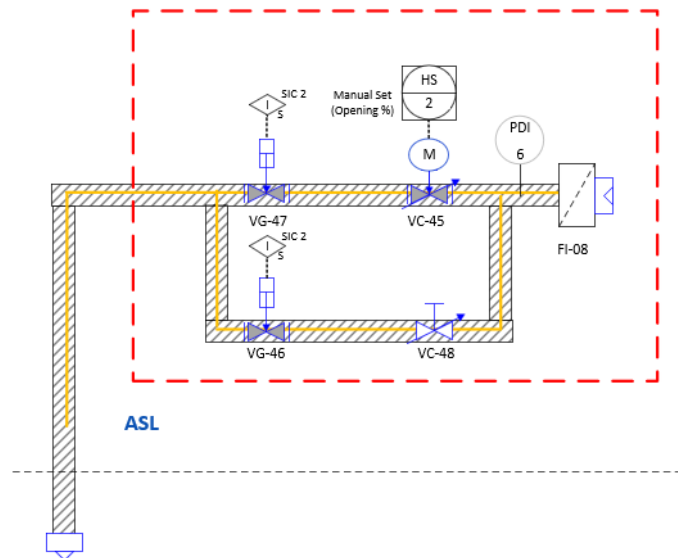 HS
SIC 2
Manual Set
(Opening %)
2
I
S
PDI
M
6
VG-47
VC-45
SIC 2
I
S
FI-08
VG-46
VC-48
ASL